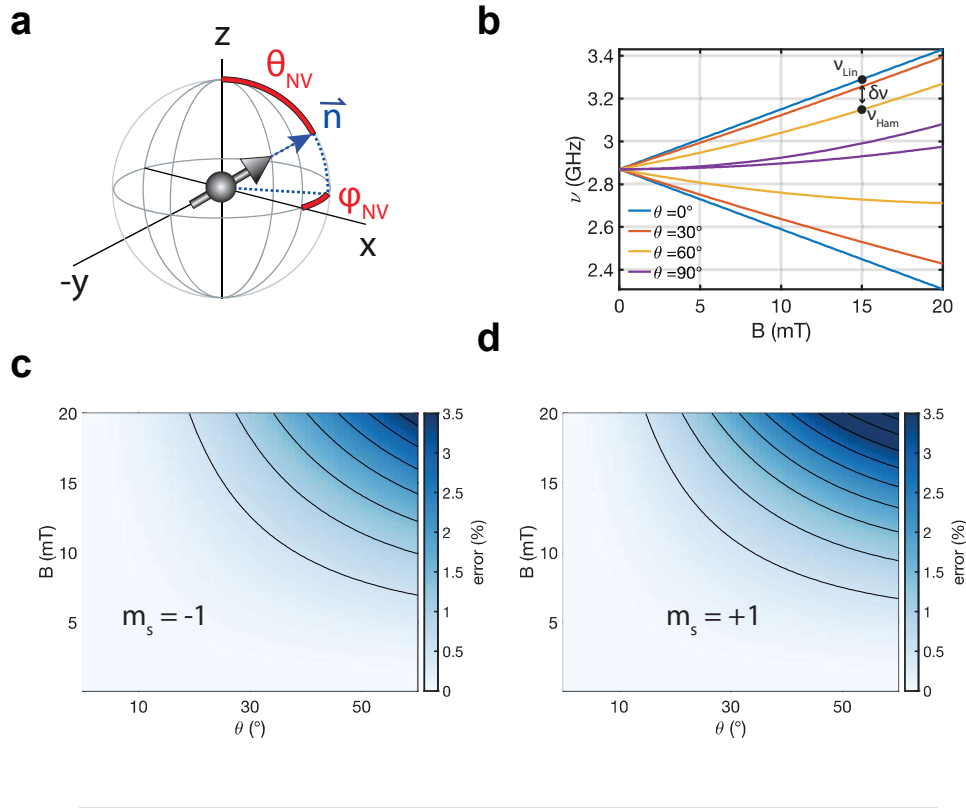 a
z
θNV
n
φNV
x
-y
b
3.4
3.2
3
2.8
2.6
2.4
ν (GHz)
νLin
δν
νHam
θ =0°
θ =30°
θ =60°
θ =90°
0
5
10
15
20
B (mT)
c
20
15
10
5
B (mT)
ms = -1
10
30
50
θ (°)
3.5
3
2.5
2
1.5
1
0.5
0
error (%)
d
20
15
10
5
B (mT)
ms = +1
10
30
50
θ (°)
3.5
3
2.5
2
1.5
1
0.5
0
error (%)